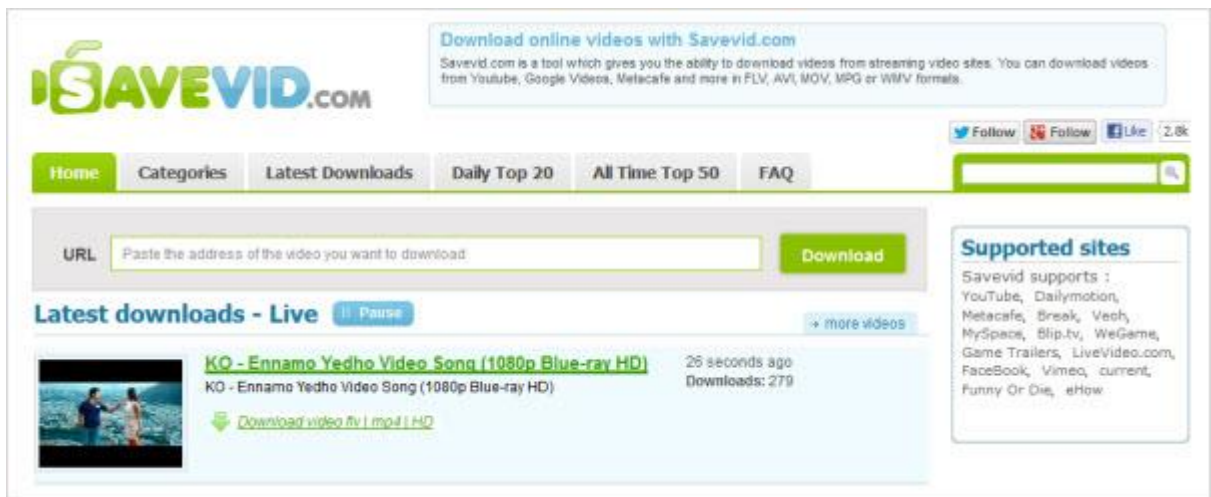 SAVEVID.COM
Download online videos with Savevid.com
Savevid.com is a tool which gives you the ability to download videos from streaming video sites. You can download videos
from Youtube, Google Videos, Metacafe and more in FLV, AVI, MOV, MPG or WMV formats.
Follow Follow Like 2.8k
Home Categories Latest Downloads Daily Top 20 All Time Top 50 FAQ
URL Paste the address of the video you want to download Download
Latest downloads - Live Pause
+ more videos
KO - Ennamo Yedho Video Song (1080p Blue-ray HD)
KO - Ennamo Yedho Video Song (1080p Blue-ray HD)
26 seconds ago
Downloads: 279
Download video flv | mp4 | HD
Supported sites
Savevid supports :
YouTube, Dailymotion,
Metacafe, Break, Veoh,
MySpace, Blip.tv, WeGame,
Game Trailers, LiveVideo.com,
FaceBook, Vimeo, current,
Funny Or Die, eHow